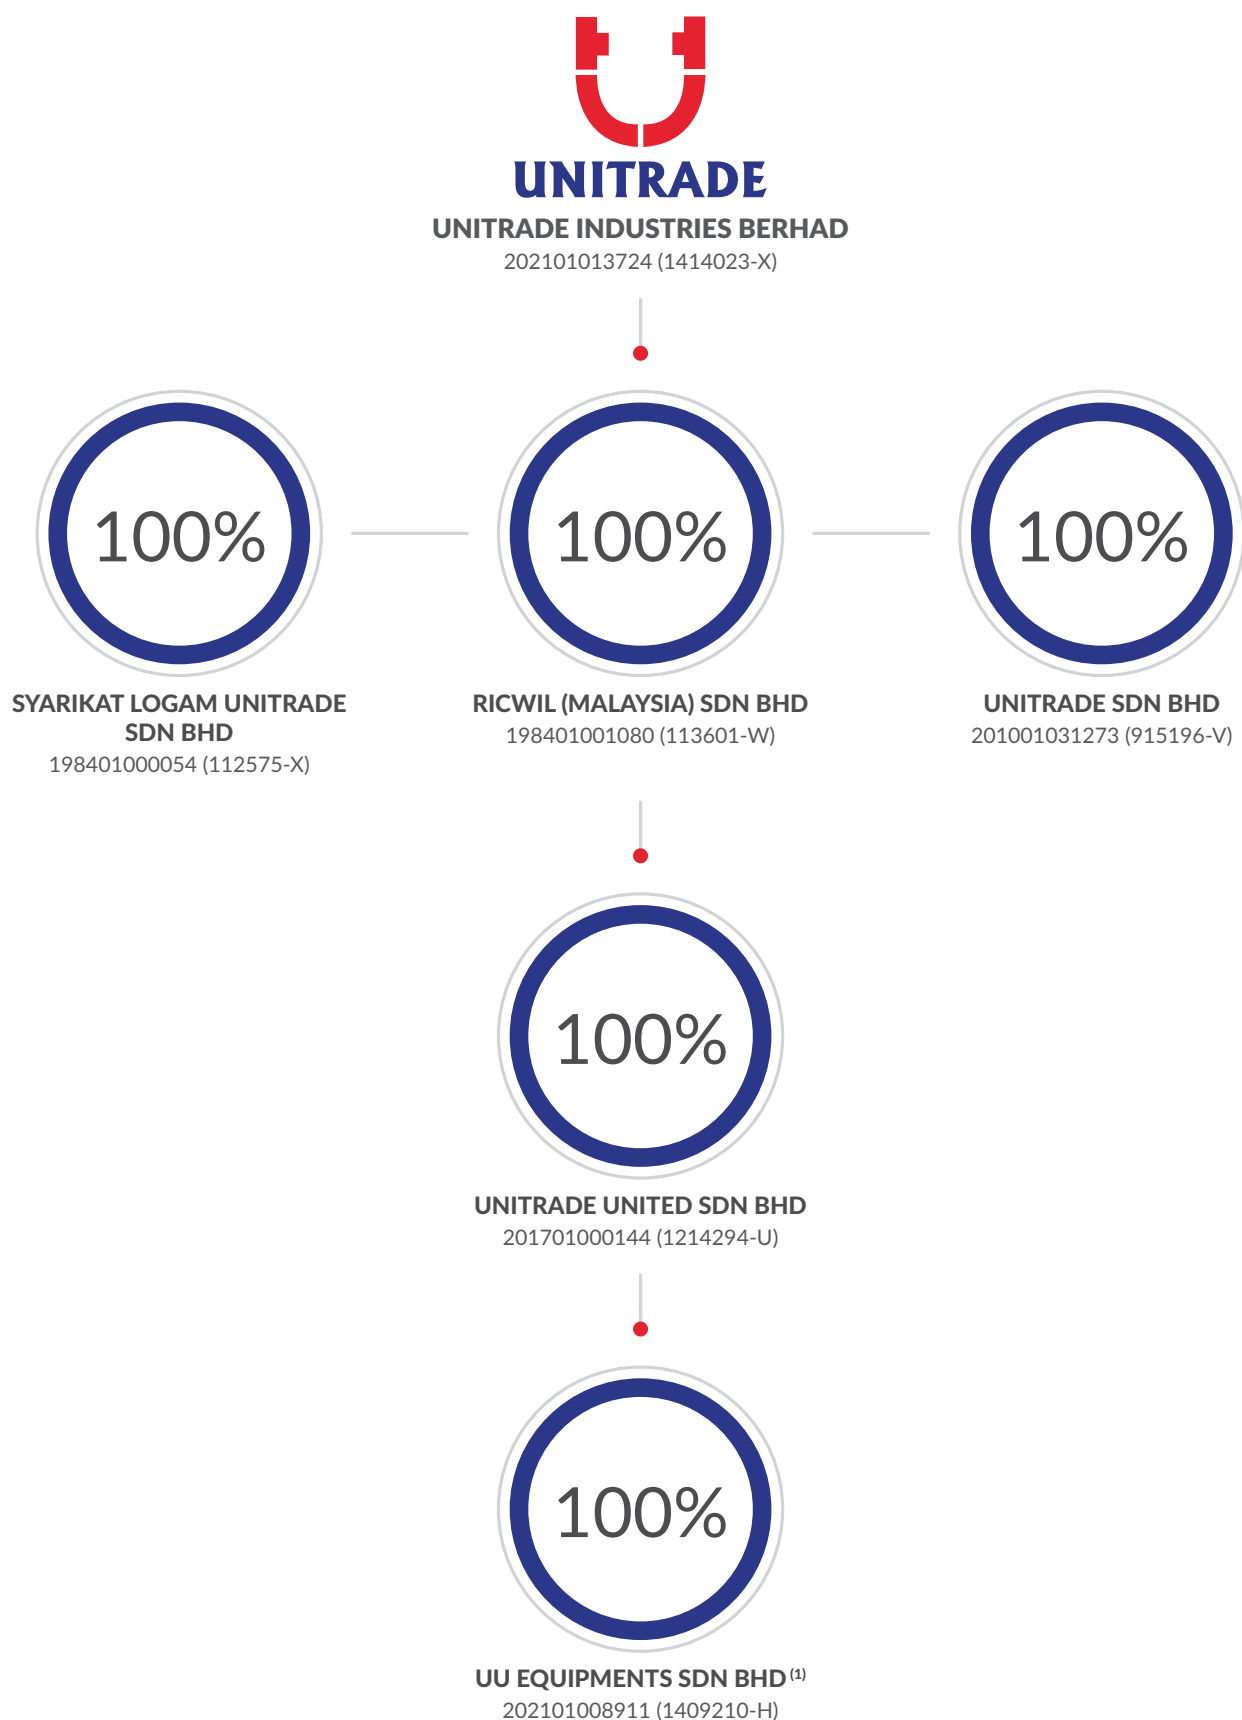 UNITRADE
UNITRADE INDUSTRIES BERHAD
202101013724 (1414023-X)
100%
100%
100%
SYARIKAT LOGAM UNITRADE
SDN BHD
198401000054 (112575-X)
RICWIL (MALAYSIA) SDN BHD
198401001080 (113601-W)
UNITRADE SDN BHD
201001031273 (915196-V)
100%
UNITRADE UNITED SDN BHD
201701000144 (1214294-U)
100%
UU EQUIPMENTS SDN BHD (1)
202101008911 (1409210-H)